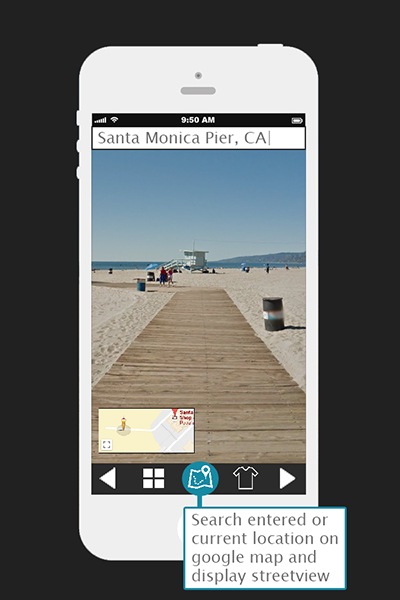 9:50 AM
Santa Monica Pier, CA
Santa
Shop
Search entered or
current location on
google map and
display streetview